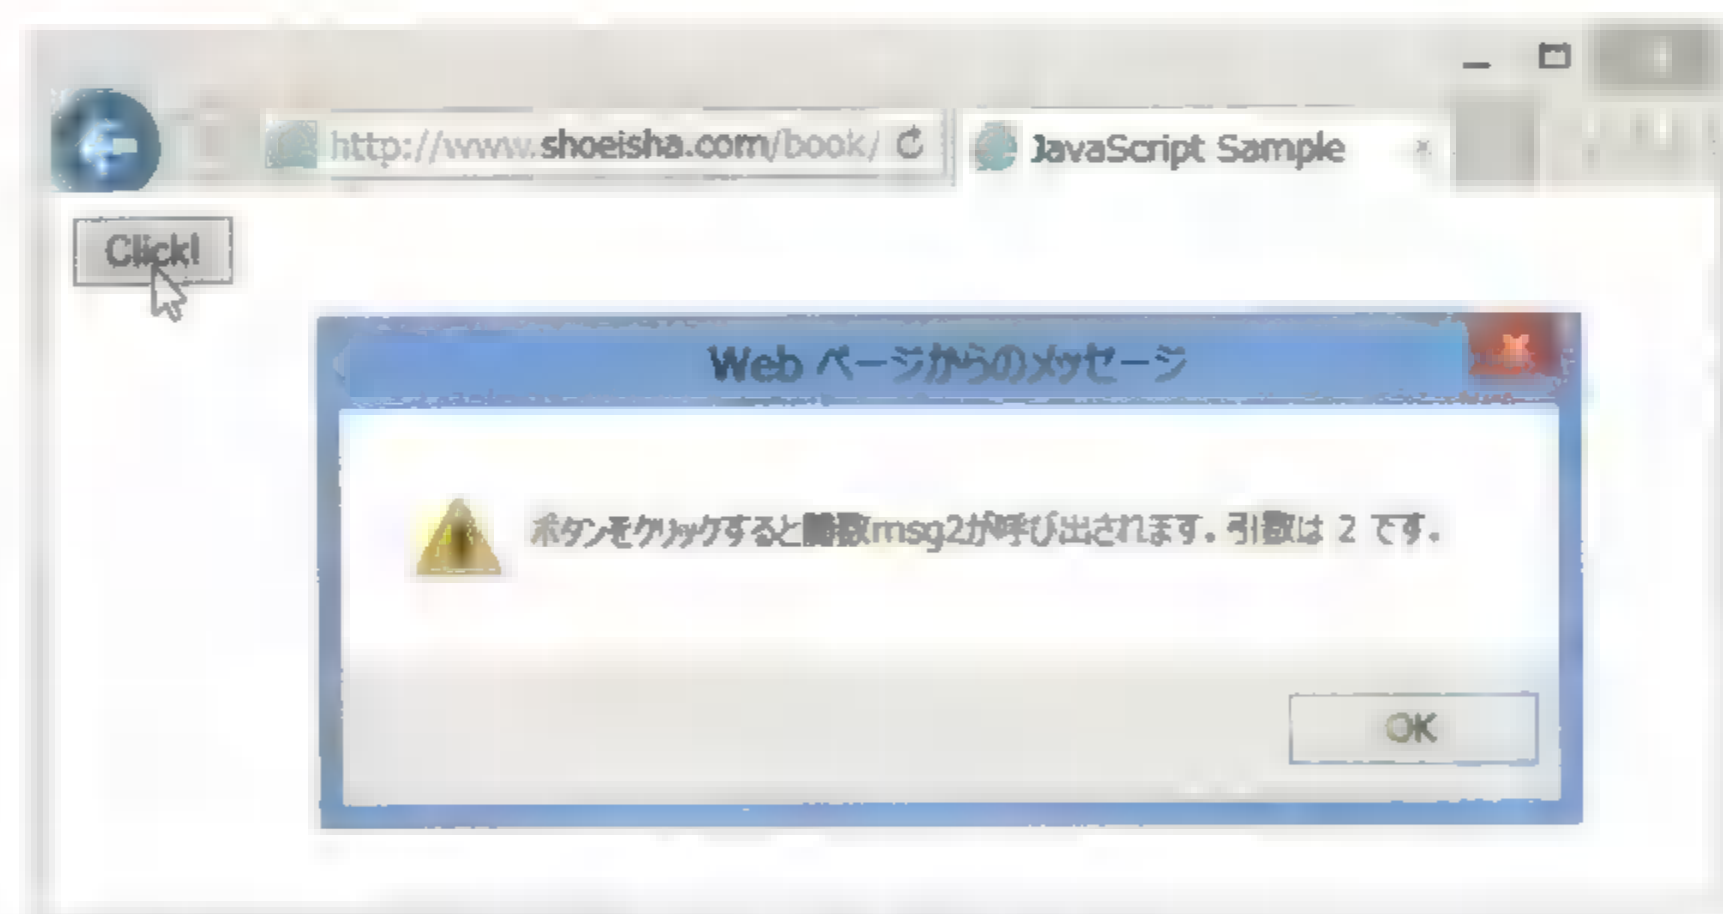 http://www.shoeisha.com/book/
JavaScript Sample
Click!
Web ページからのメッセージ
ボタンをクリックすると関数msg2が呼び出されます。引数は 2 です。
OK